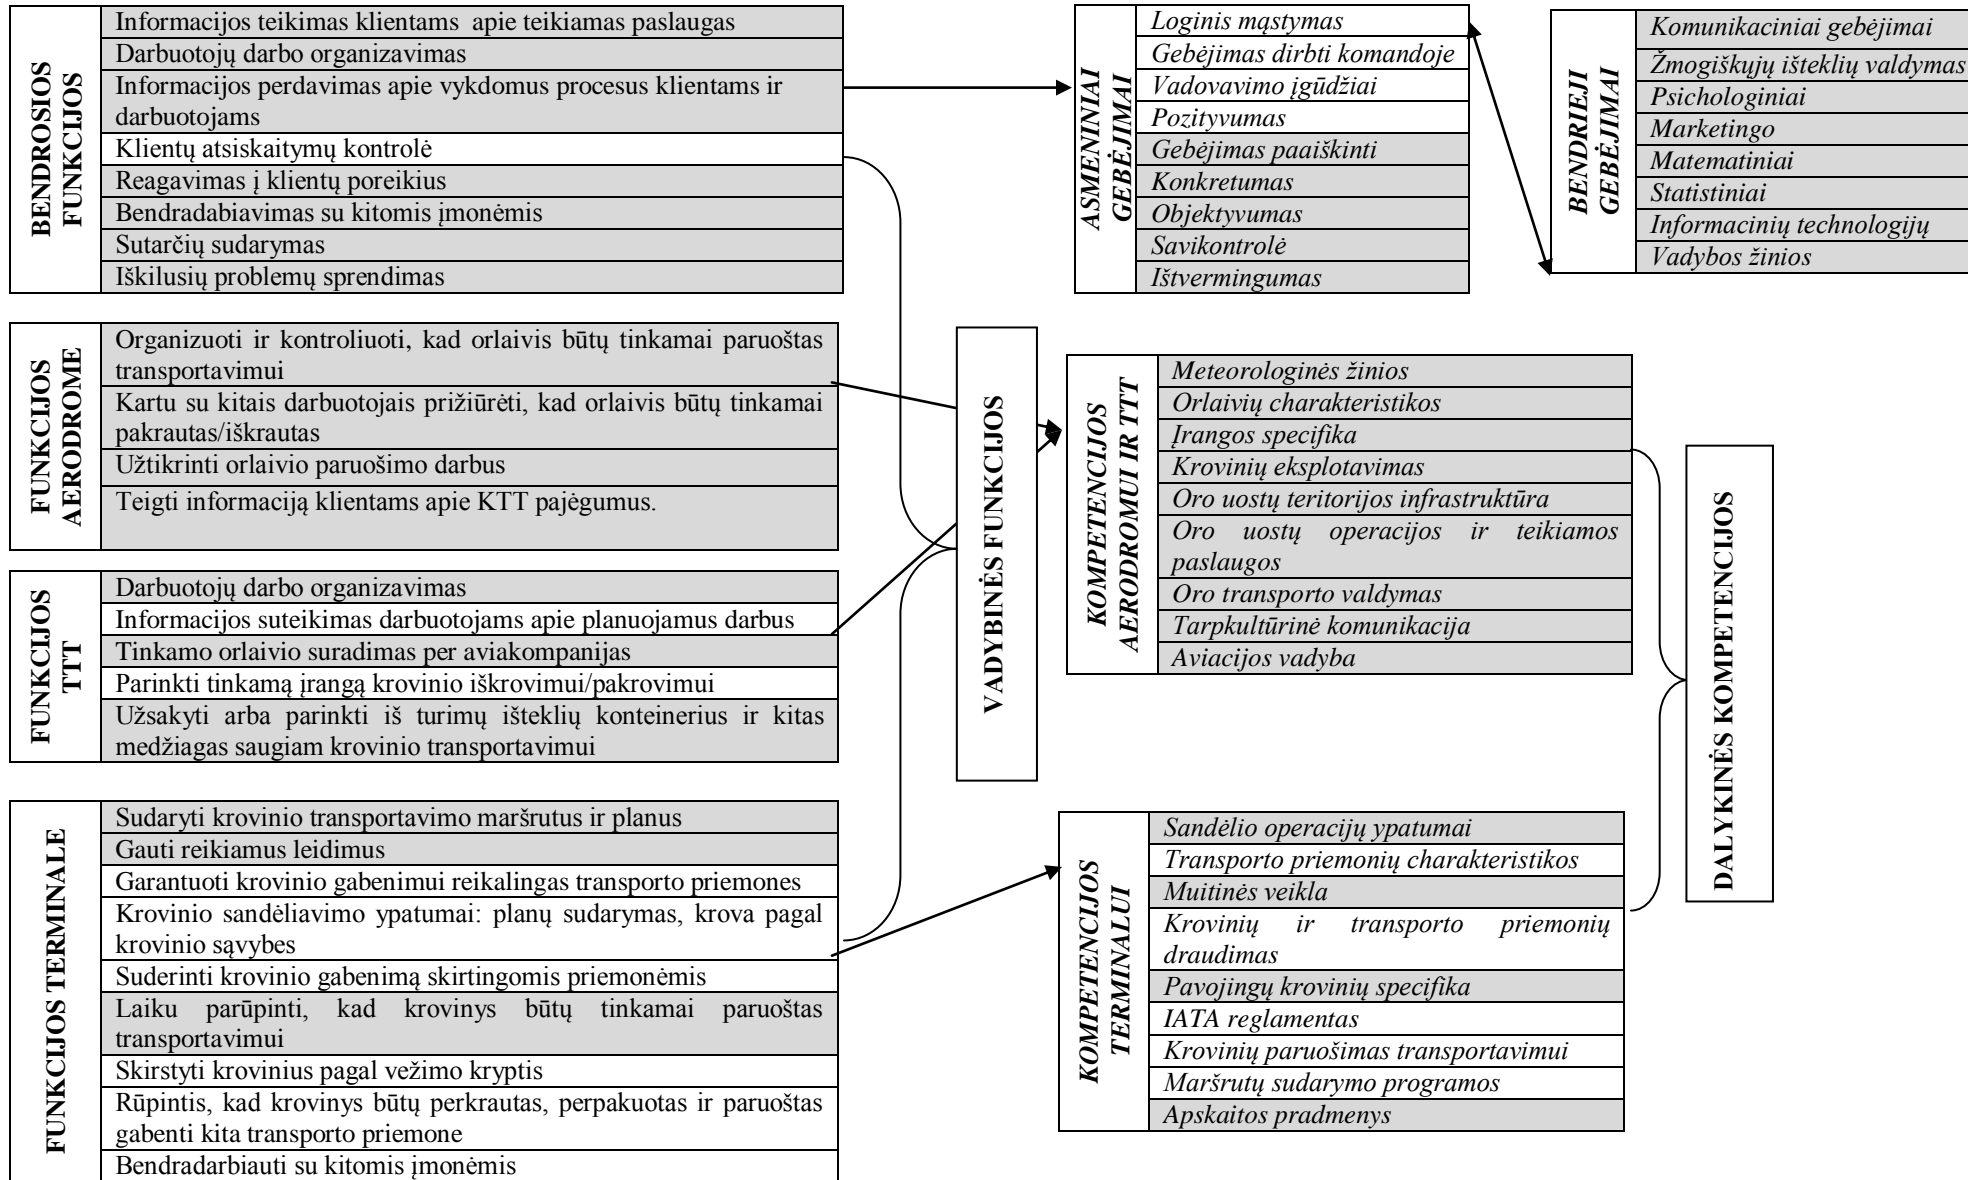 BENDROSIOS
FUNKCIJOS
Informacijos teikimas klientams apie teikiamas paslaugas
Darbuotojų darbo organizavimas
Informacijos perdavimas apie vykdomus procesus klientams ir
darbuotojams
Klientų atsiskaitymų kontrolė
Reagavimas į klientų poreikius
Bendradabiavimas su kitomis įmonėmis
Sutarčių sudarymas
Iškilusių problemų sprendimas
ASMENINIAI
GEBĖJIMAI
Loginis mąstymas
Gebėjimas dirbti komandoje
Vadovavimo įgūdžiai
Pozityvumas
Gebėjimas paaiškinti
Konkretumas
Objektyvumas
Savikontrolė
Ištvermingumas
BENDRIEJI
GEBĖJIMAI
Komunikaciniai gebėjimai
Žmogiškųjų išteklių valdymas
Psichologiniai
Marketingo
Matematiniai
Statistiniai
Informacinių technologijų
Vadybos žinios
FUNKCIJOS
AERODROME
Organizuoti ir kontroliuoti, kad orlaivis būtų tinkamai paruoštas
transportavimui
Kartu su kitais darbuotojais prižiūrėti, kad orlaivis būtų tinkamai
pakrautas/iškrautas
Užtikrinti orlaivio paruošimo darbus
Teigti informaciją klientams apie KTT pajėgumus.
FUNKCIJOS
TTT
Darbuotojų darbo organizavimas
Informacijos suteikimas darbuotojams apie planuojamus darbus
Tinkamo orlaivio suradimas per aviakompanijas
Parinkti tinkamą įrangą krovinio iškrovimui/pakrovimui
Užsakyti arba parinkti iš turimų išteklių konteinerius ir kitas
medžiagas saugiam krovinio transportavimui
FUNKCIJOS TERMINALE
Sudaryti krovinio transportavimo maršrutus ir planus
Gauti reikiamus leidimus
Garantuoti krovinio gabenimui reikalingas transporto priemones
Krovinio sandėliavimo ypatumai: planų sudarymas, krova pagal
krovinio sąvybes
Suderinti krovinio gabenimą skirtingomis priemonėmis
Laiku parūpinti, kad krovinys būtų tinkamai paruoštas
transportavimui
Skirstyti krovinius pagal vežimo kryptis
Rūpintis, kad krovinys būtų perkrautas, perpakuotas ir paruoštas
gabenti kita transporto priemone
Bendradarbiauti su kitomis įmonėmis
VADYBINĖS FUNKCIJOS
KOMPETENCIJOS
AERODROMUI IR TTT
Meteorologinės žinios
Orlaivių charakteristikos
Įrangos specifika
Krovinių eksplotavimas
Oro uostų teritorijos infrastruktūra
Oro uostų operacijos ir teikiamos
paslaugos
Oro transporto valdymas
Tarpkultūrinė komunikacija
Aviacijos vadyba
KOMPETENCIJOS
TERMINALUI
Sandėlio operacijų ypatumai
Transporto priemonių charakteristikos
Muitinės veikla
Krovinių ir transporto priemonių
draudimas
Pavojingų krovinių specifika
IATA reglamentas
Krovinių paruošimas transportavimui
Maršrutų sudarymo programos
Apskaitos pradmenys
DALYKINĖS KOMPETENCIJOS